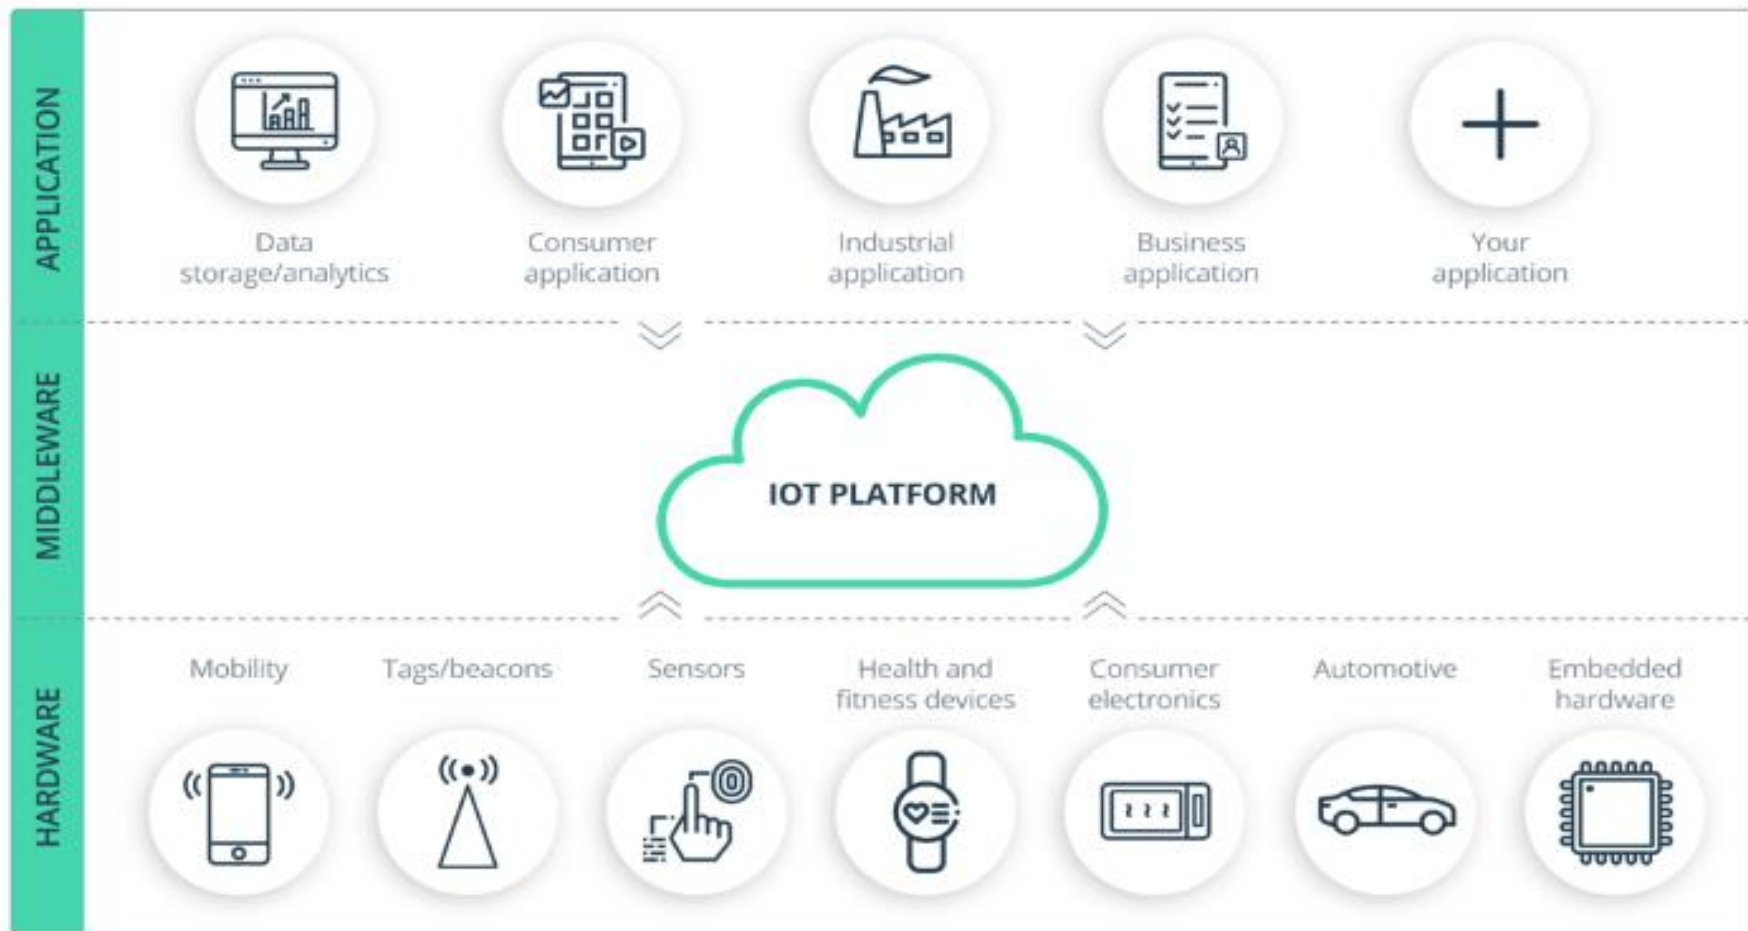 APPLICATION
Data
storage/analytics
Consumer
application
Industrial
application
Business
application
Your
application
MIDDLEWARE
IOT PLATFORM
HARDWARE
Mobility
Tags/beacons
Sensors
Health and
fitness devices
Consumer
electronics
Automotive
Embedded
hardware